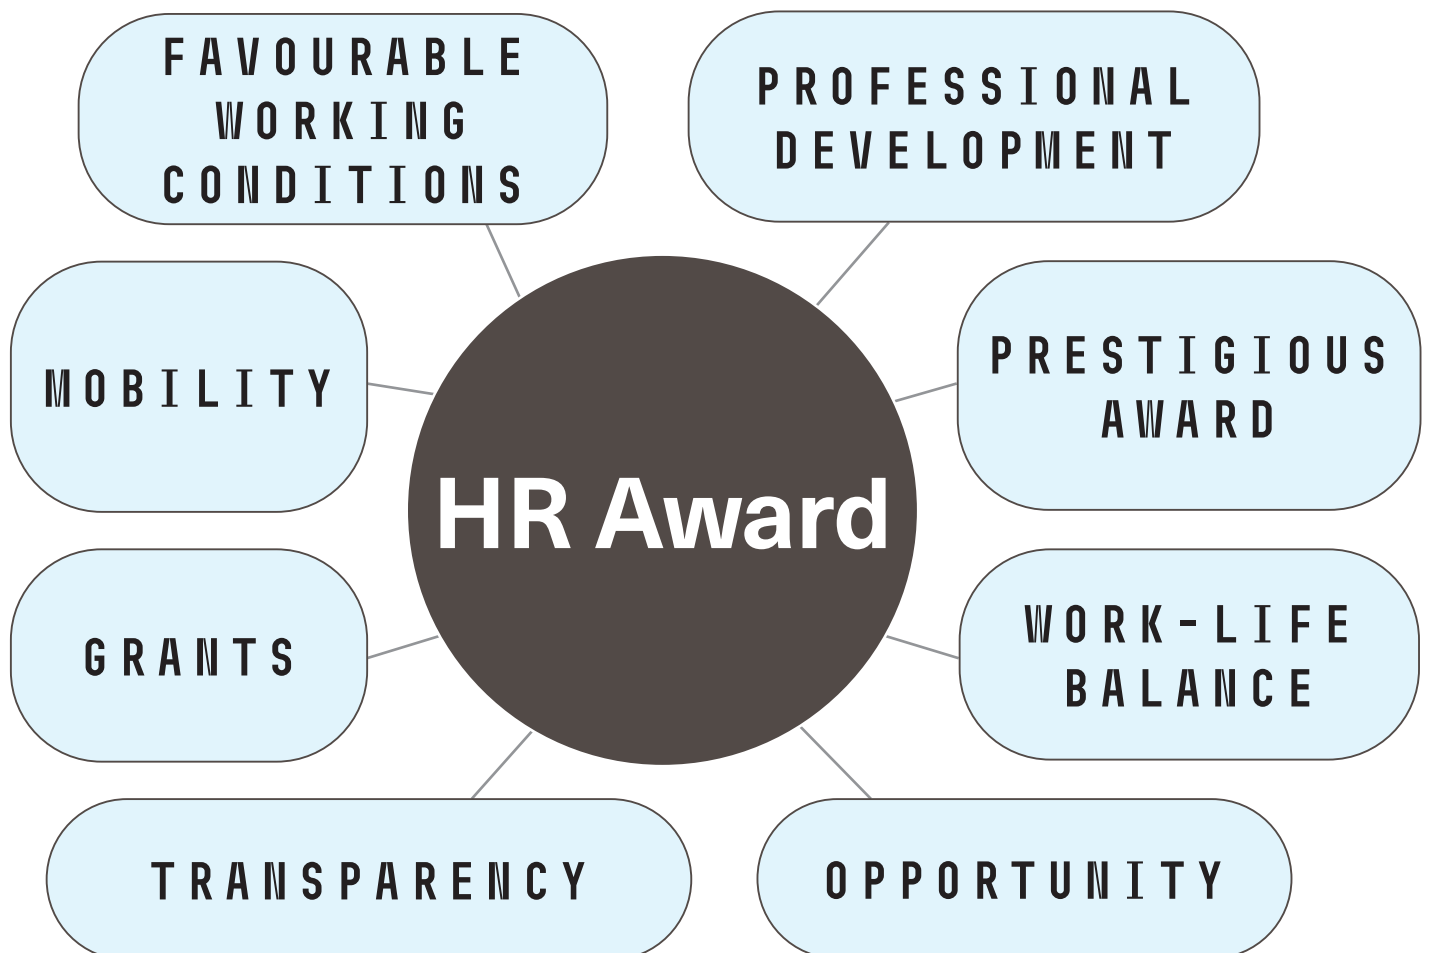 FAVOURABLE
WORKING
CONDITIONS
PROFESSIONAL
DEVELOPMENT
MOBILITY
PRESTIGIOUS
AWARD
HR Award
GRANTS
WORK-LIFE
BALANCE
TRANSPARENCY
OPPORTUNITY